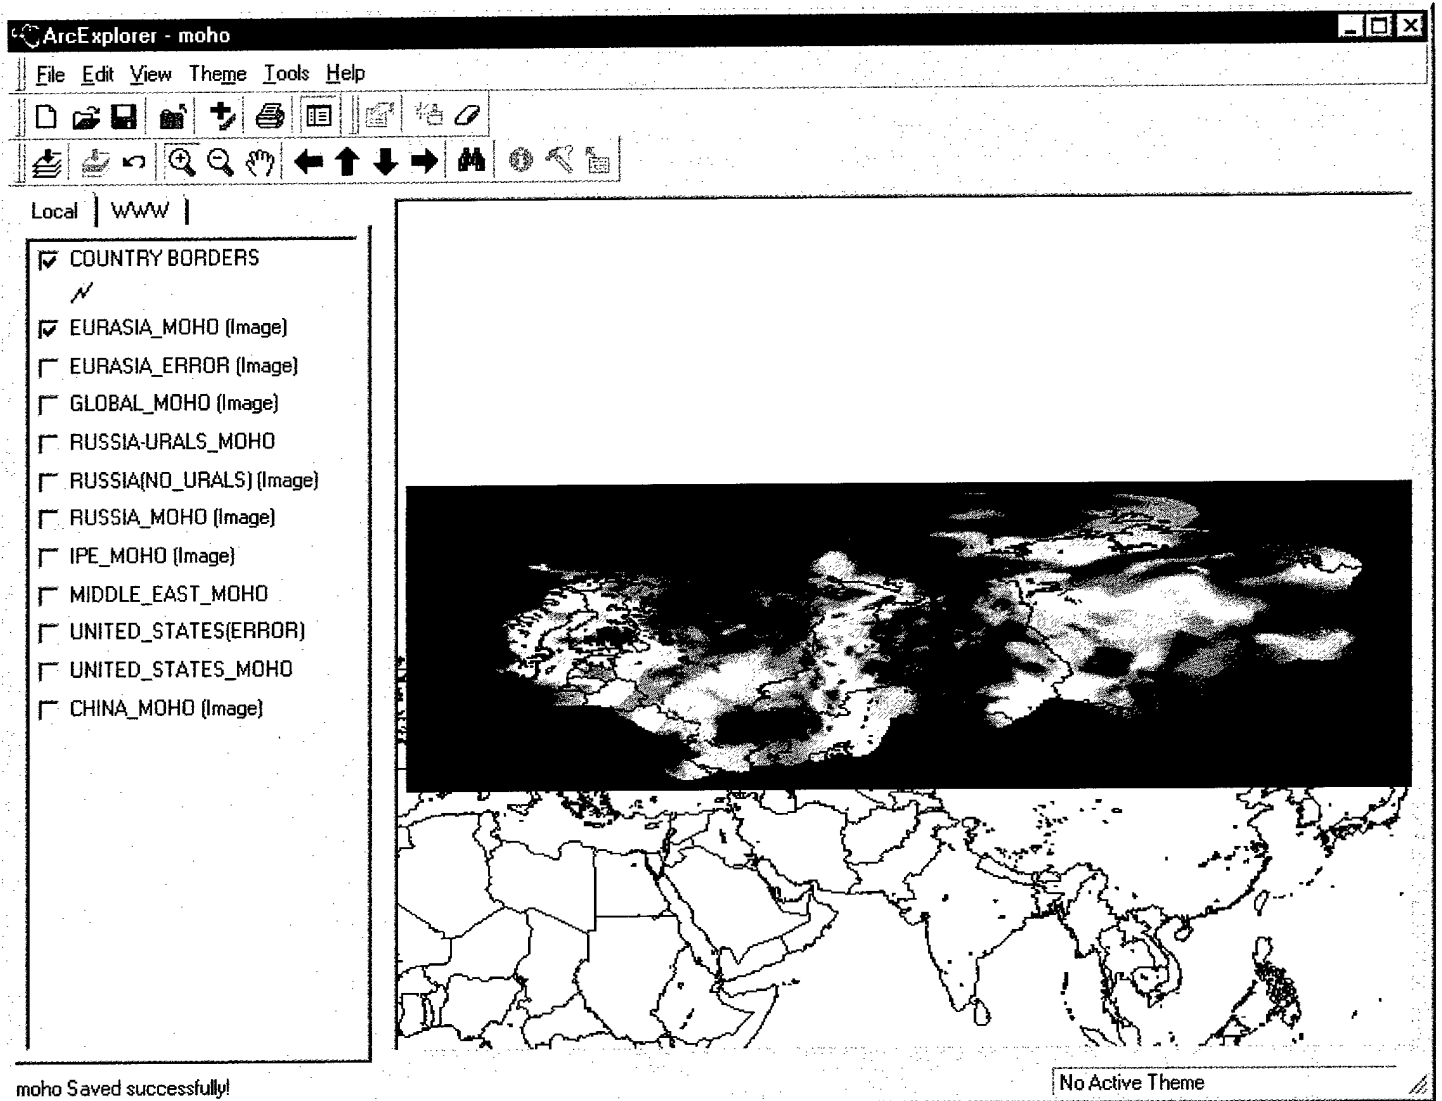 ArcExplorer - moho
File Edit View Theme Tools Help
Local WWW
COUNTRY BORDERS
EURASIA_MOHO (Image)
EURASIA_ERROR (Image)
GLOBAL_MOHO (Image)
RUSSIA-URALS_MOHO
RUSSIA(NO_URALS) (Image)
RUSSIA_MOHO (Image)
IPE_MOHO (Image)
MIDDLE_EAST_MOHO
UNITED_STATES(ERROR)
UNITED_STATES_MOHO
CHINA_MOHO (Image)
moho Saved successfully!
No Active Theme